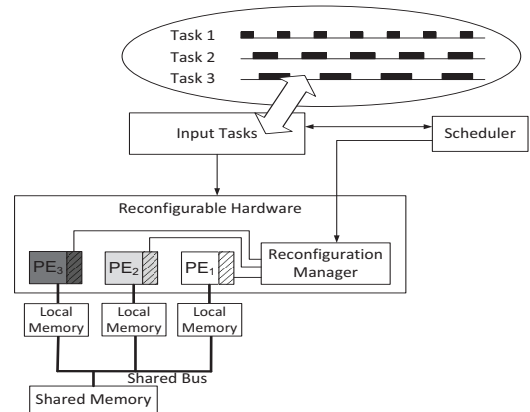 Task 1
Task 2
Task 3
Input Tasks
Scheduler
Reconfigurable Hardware
PE3
PE2
PE1
Reconfiguration
Manager
Local
Memory
Local
Memory
Local
Memory
Shared Bus
Shared Memory